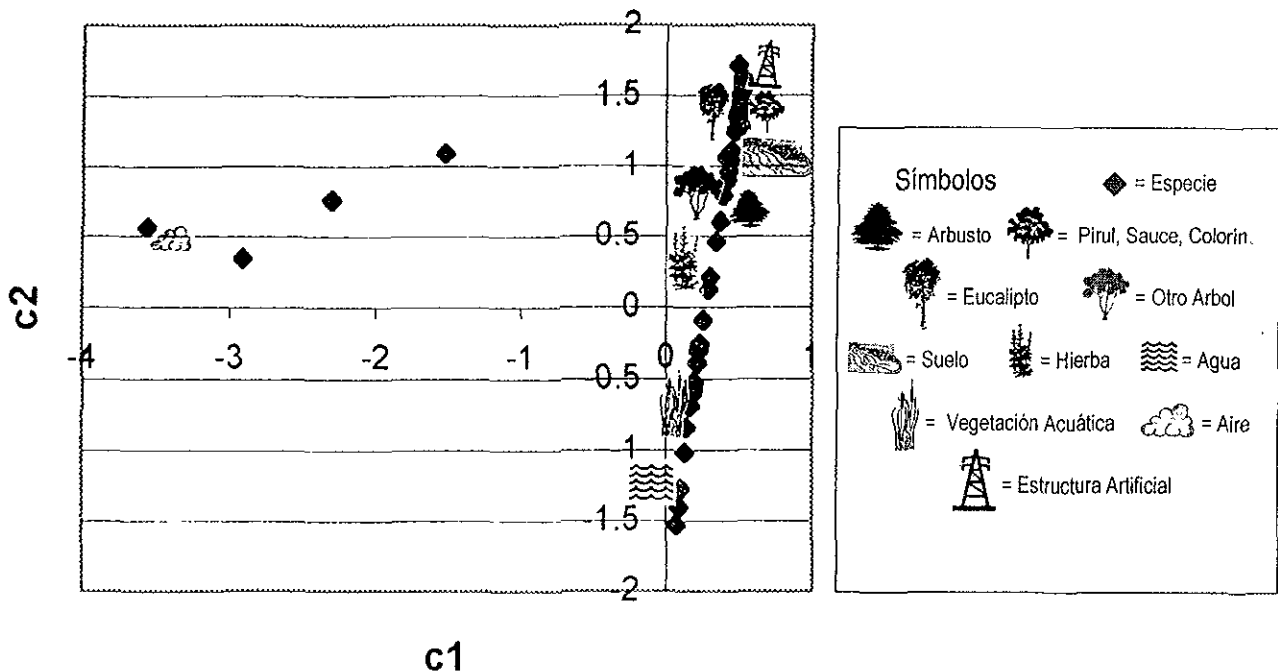 2
1.5
1
0.5
0
-4 -3 -2 -1 0 1
0.5
1
1.5
2
c2
c1
Símbolos = Especie
= Arbusto = Pirul, Sauce, Colorín.
= Eucalipto = Otro Arbol
= Suelo = Hierba = Agua
= Vegetación Acuática = Aire
= Estructura Artificial